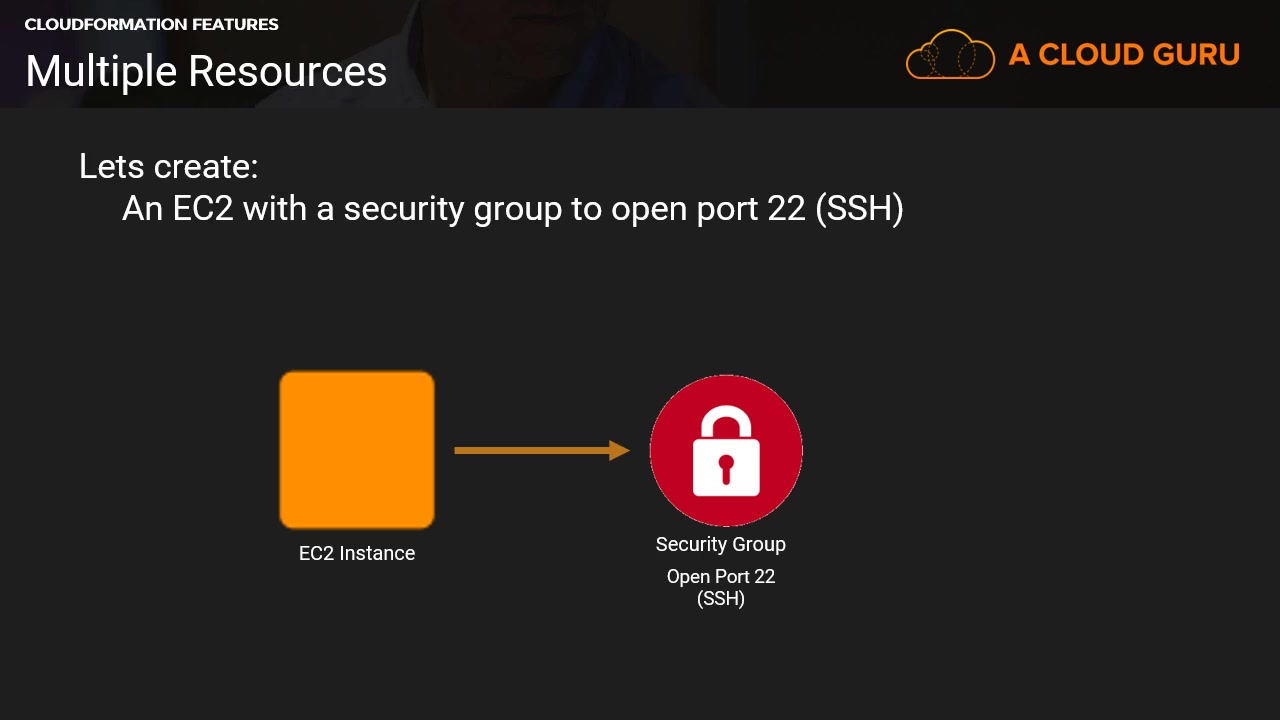 CLOUDFORMATION FEATURES
Multiple Resources
A CLOUD GURU
Lets create:
An EC2 with a security group to open port 22 (SSH)
EC2 Instance
Security Group
Open Port 22
(SSH)